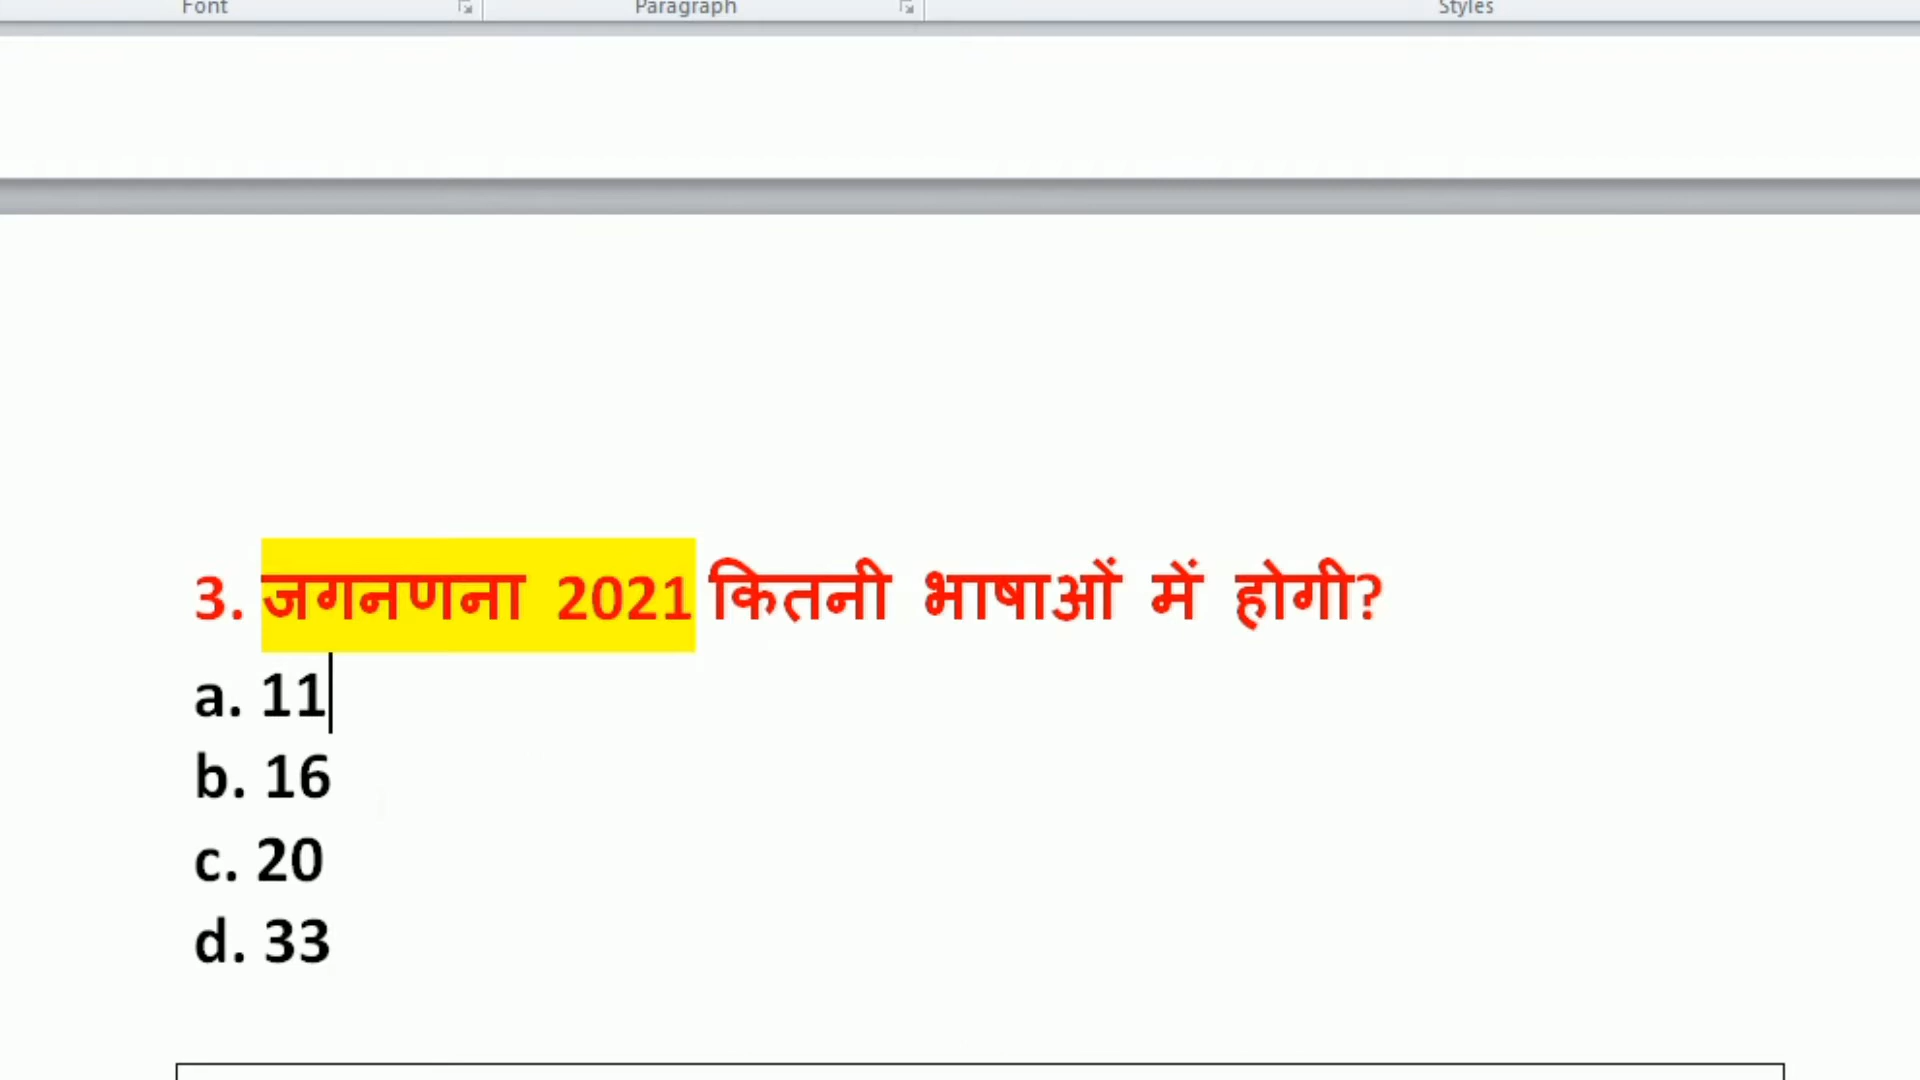 Font Paragraph Styles
3. जगनणना 2021 कितनी भाषाओं में होगी?
a. 11
b. 16
c. 20
d. 33